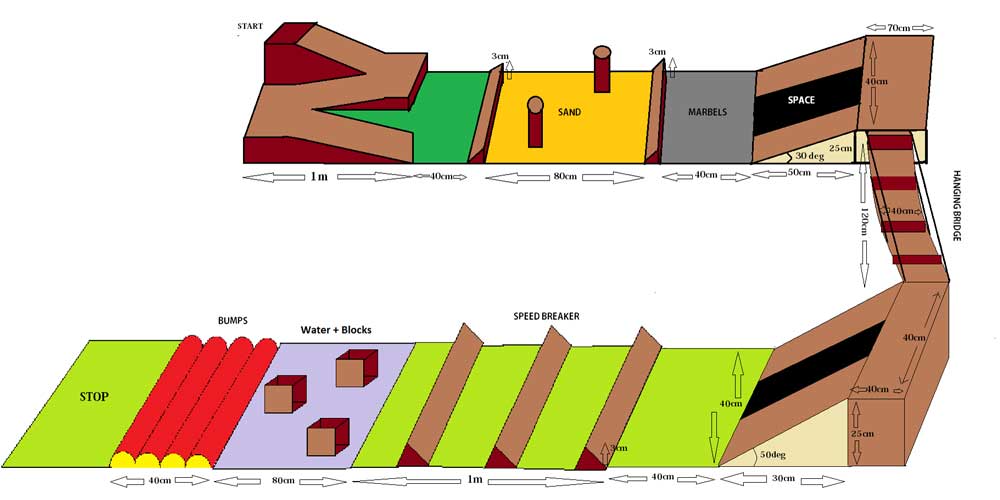 START
70cm
3cm
3cm
40cm
SAND
MARBELS
SPACE
25cm
30 deg
1m
40cm
80cm
40cm
50cm
HANGING BRIDGE
120cm
40cm
BUMPS
Water + Blocks
SPEED BREAKER
40cm
STOP
40cm
40cm
25cm
50deg
3cm
40cm
80cm
1m
40cm
30cm